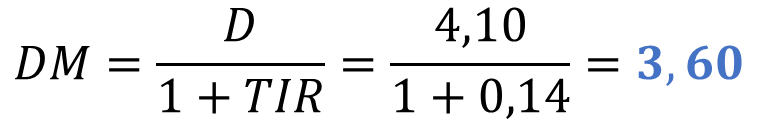 DM = D / (1 + TIR) = 4,10 / (1 + 0,14) = 3,60